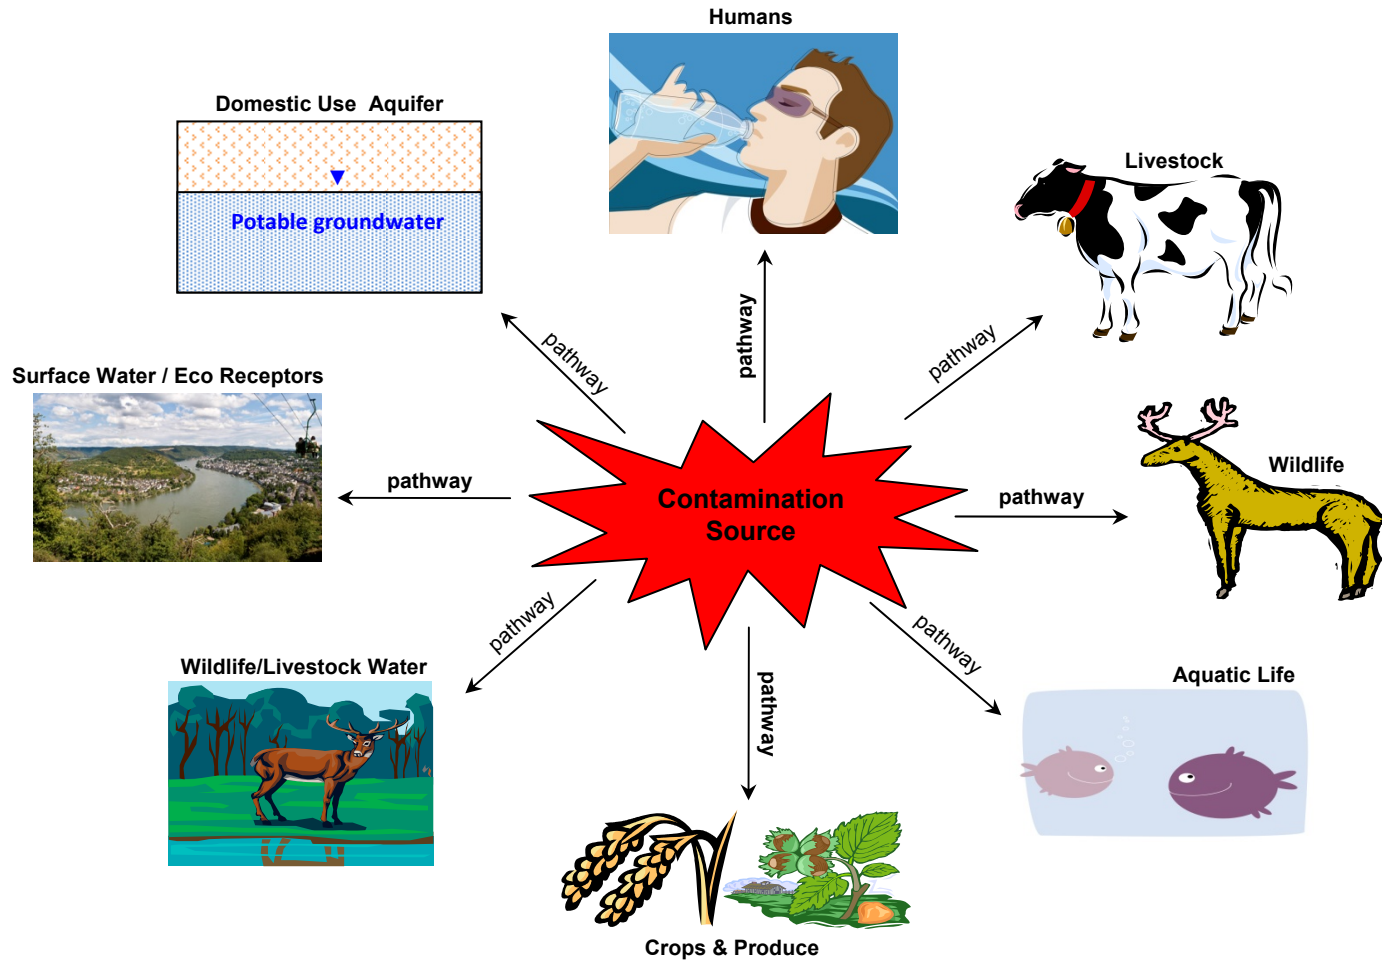 Humans
Domestic Use  Aquifer
Livestock
Potable groundwater
pathway
pathway
pathway
Surface Water / Eco Receptors
Wildlife
pathway
Contamination
Source
pathway
pathway
pathway
pathway
Wildlife/Livestock Water
Aquatic Life
Crops & Produce